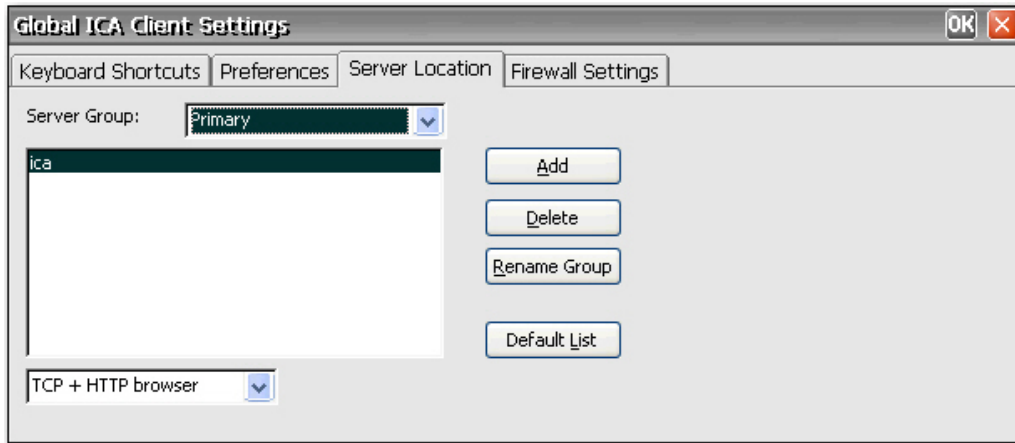 Global ICA Client Settings OK
Keyboard Shortcuts Preferences Server Location Firewall Settings
Server Group: Primary
ica
Add
Delete
Rename Group
Default List
TCP + HTTP browser